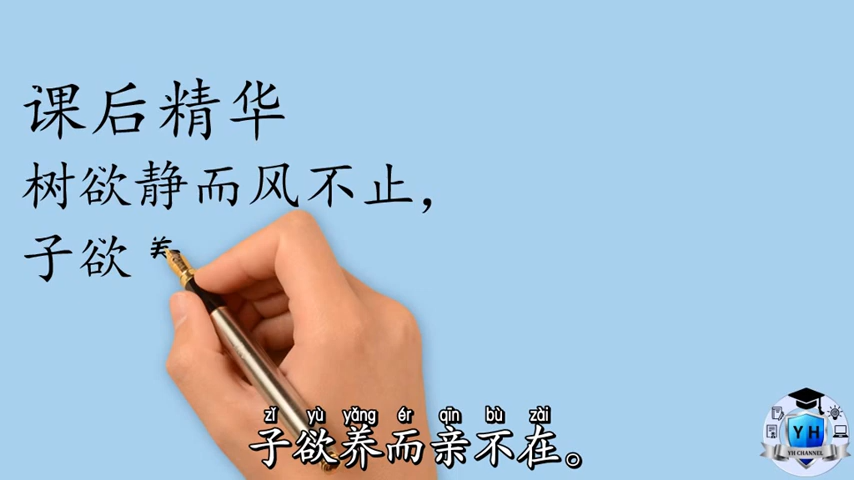 课后精华
树欲静而风不止，
子欲
zǐ yù yǎng ér qīn bù zài
子欲养而亲不在。
YH
YH CHANNEL